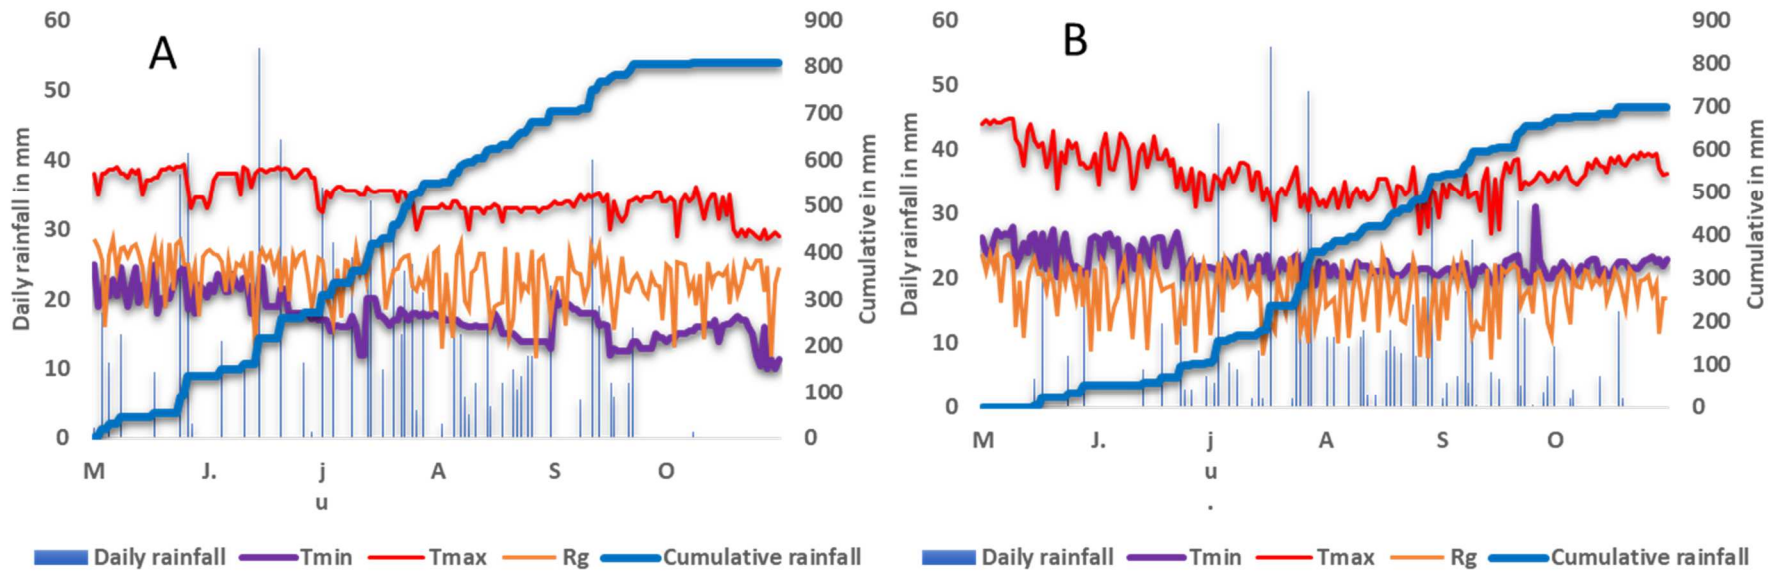 A
60
50
40
30
20
10
0
Daily rainfall in mm
900
800
700
600
500
400
300
200
100
0
Cumulative in mm
M J. j A S O
u
Daily rainfall Tmin Tmax Rg Cumulative rainfall
B
60
50
40
30
20
10
0
Daily rainfall in mm
900
800
700
600
500
400
300
200
100
0
Cumulative in mm
M J. j A S O
u
.
Daily rainfall Tmin Tmax Rg Cumulative rainfall